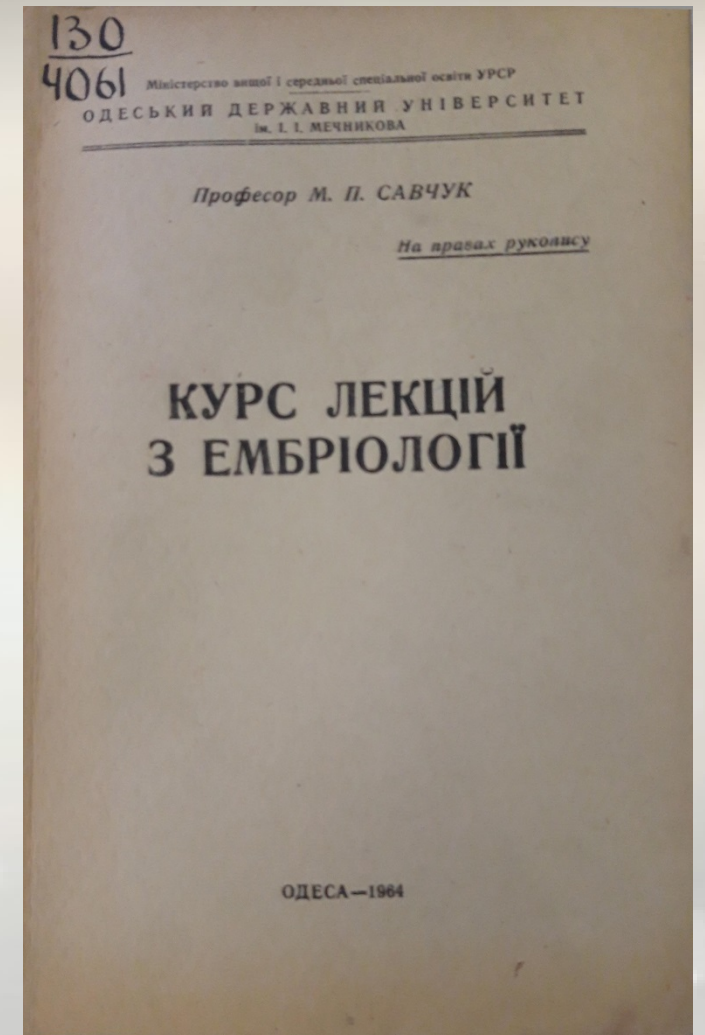 130
4061
Міністерство вищої і середньої спеціальної освіти УРСР
ОДЕСЬКИЙ ДЕРЖАВНИЙ УНІВЕРСИТЕТ
ім. І. І. МЕЧНИКОВА
Професор М. П. САВЧУК
На правах рукопису
КУРС ЛЕКЦІЙ
З ЕМБРІОЛОГІЇ
ОДЕСА—1964